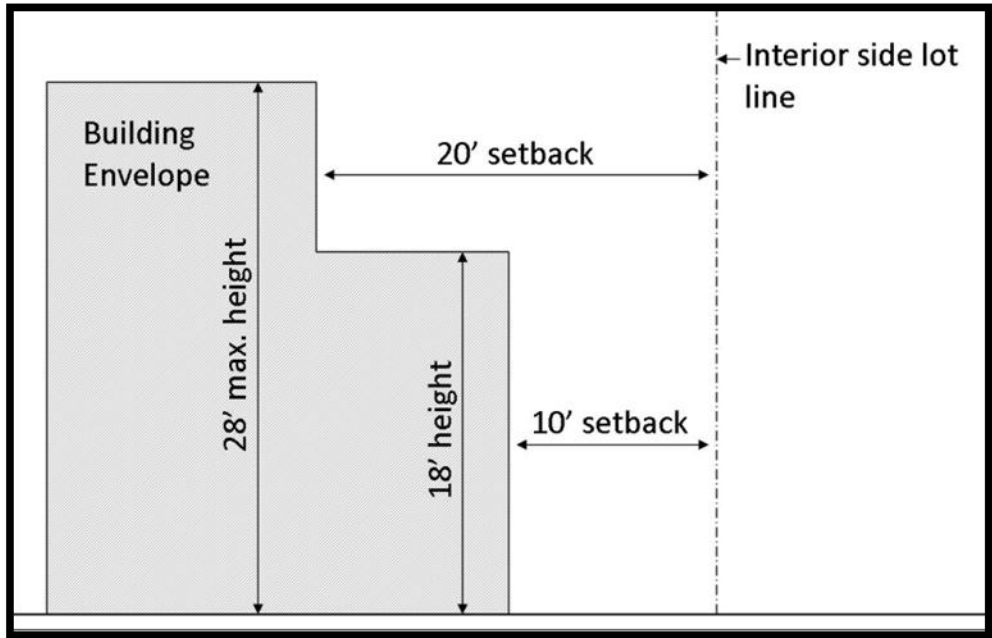 Interior side lot
line
Building
Envelope
20’ setback
28’ max. height
18’ height
10’ setback